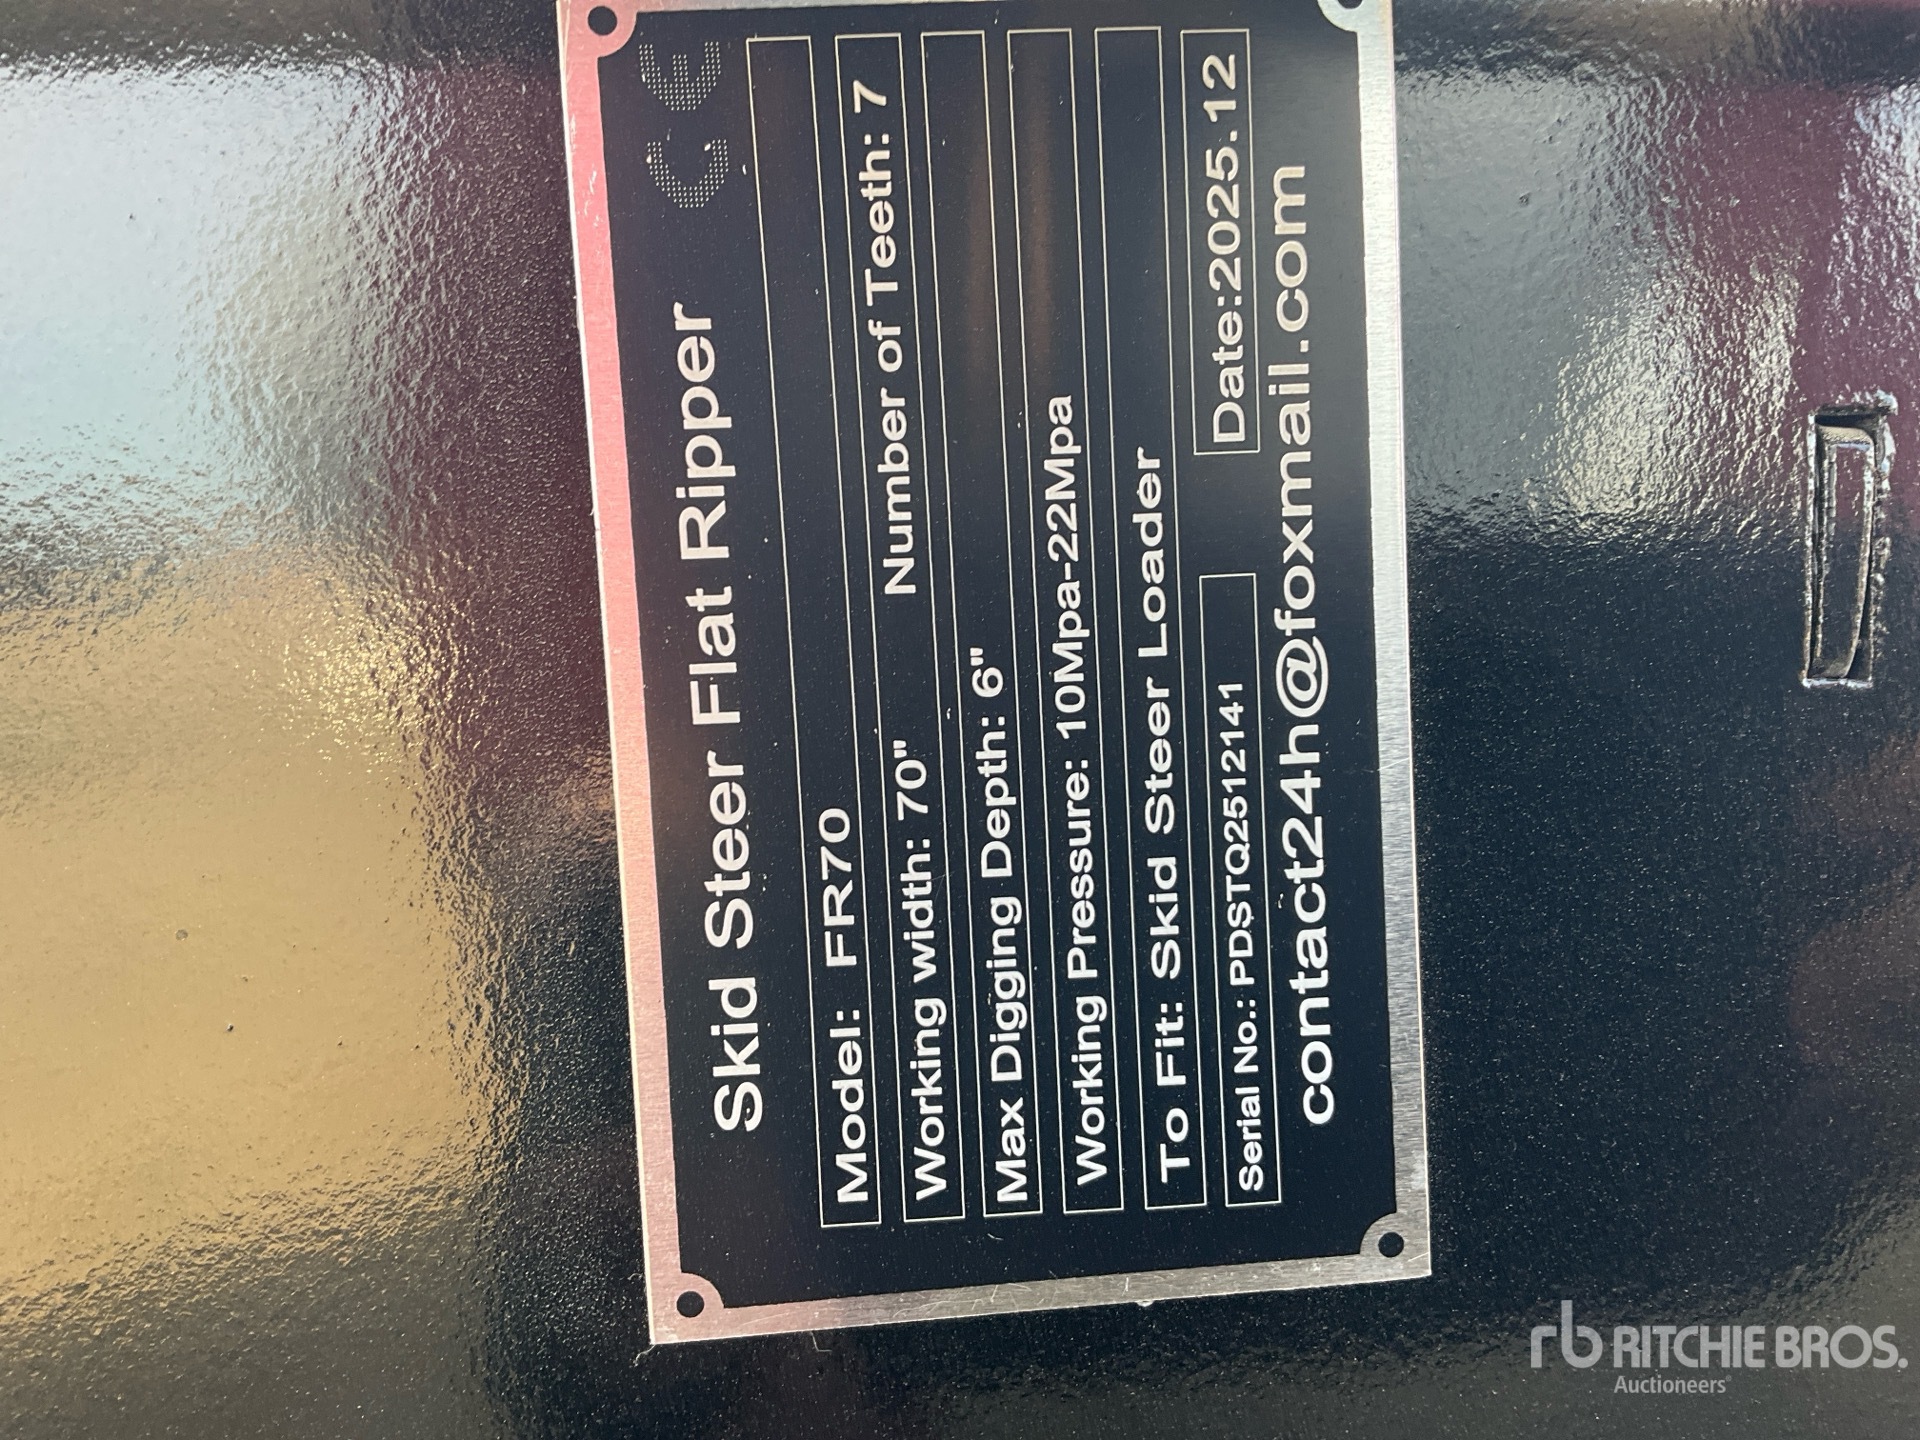 CE
Skid Steer Flat Ripper
Model: FR70
Working width: 70" Number of Teeth: 7
Max Digging Depth: 6"
Working Pressure: 10Mpa-22Mpa
To Fit: Skid Steer Loader
Serial No.: PDSTQ2512141 Date:2025.12
contact24h@foxmail.com
rb RITCHIE BROS.
Auctioneers